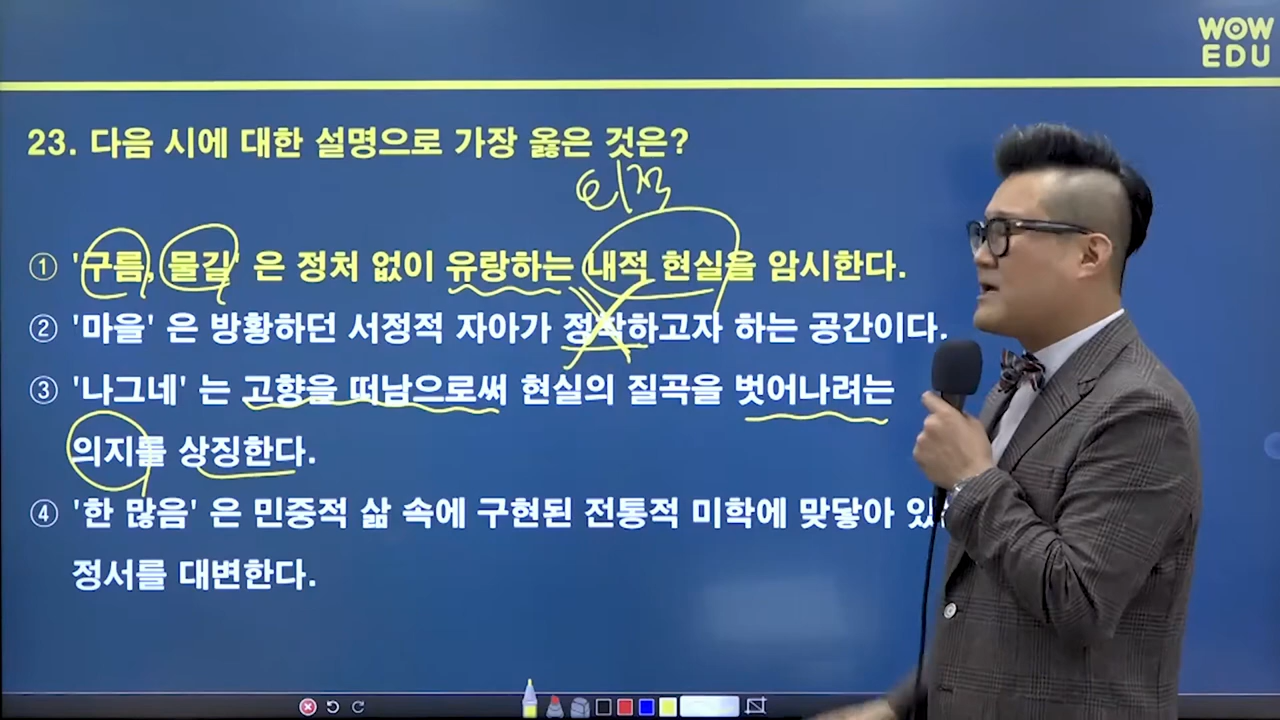 WOW
EDU
23. 다음 시에 대한 설명으로 가장 옳은 것은?
① '구름, 물길' 은 정처 없이 유랑하는 내적 현실을 암시한다.
② '마을' 은 방황하던 서정적 자아가 정착하고자 하는 공간이다.
③ '나그네' 는 고향을 떠남으로써 현실의 질곡을 벗어나려는
의지를 상징한다.
④ '한 많음' 은 민중적 삶 속에 구현된 전통적 미학에 맞닿아
정서를 대변한다.